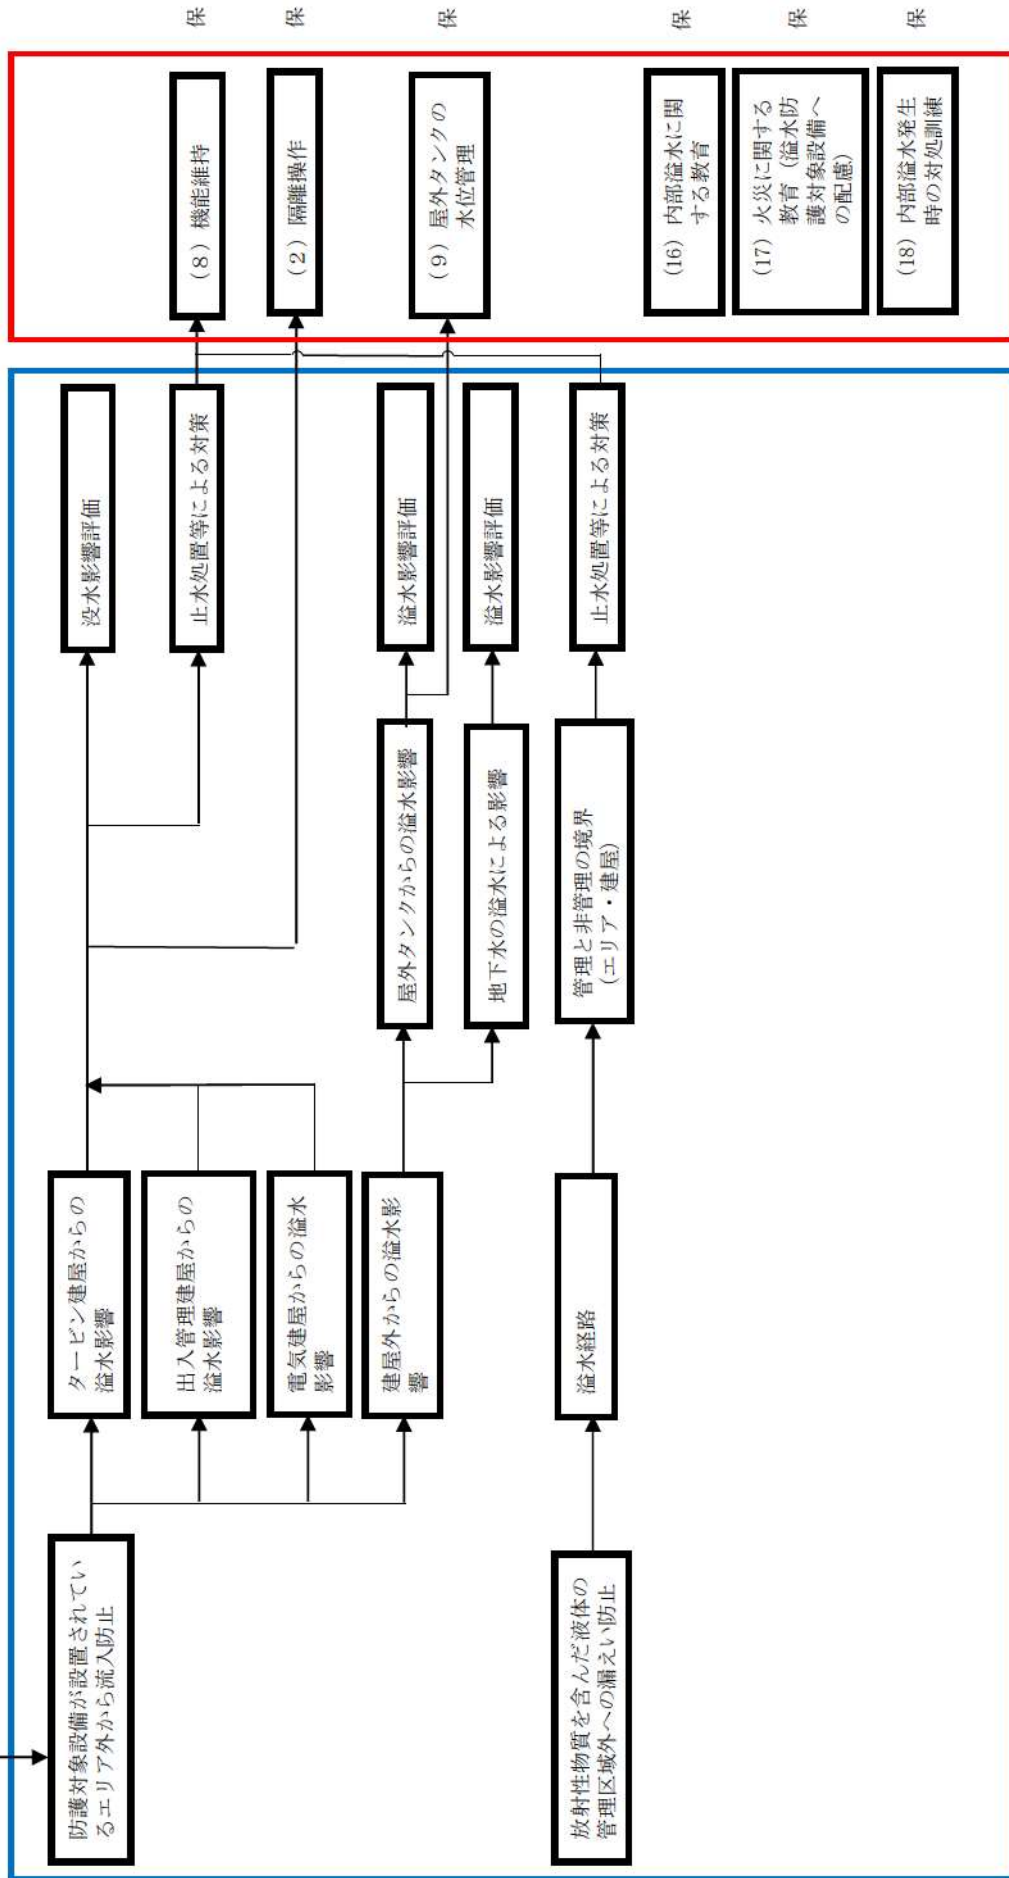 防護対象設備が設置されてい
るエリア外から流入防止
タービン建屋からの
溢水影響
出入管理建屋からの
溢水影響
電気建屋からの溢水
影響
建屋外からの溢水影
響
屋外タンクからの溢水影響
地下水の溢水による影響
没水影響評価
止水処置等による対策
溢水影響評価
溢水影響評価
放射性物質を含んだ液体の
管理区域外への漏えい防止
溢水経路
管理と非管理の境界
(エリア・建屋)
止水処置等による対策
(8) 機能維持
(2) 隔離操作
(9) 屋外タンクの
水位管理
(16) 内部溢水に関
する教育
(17) 火災に関する
教育（溢水防
護対象設備へ
の配慮）
(18) 内部溢水発生
時の対処訓練
保
保
保
保
保
保